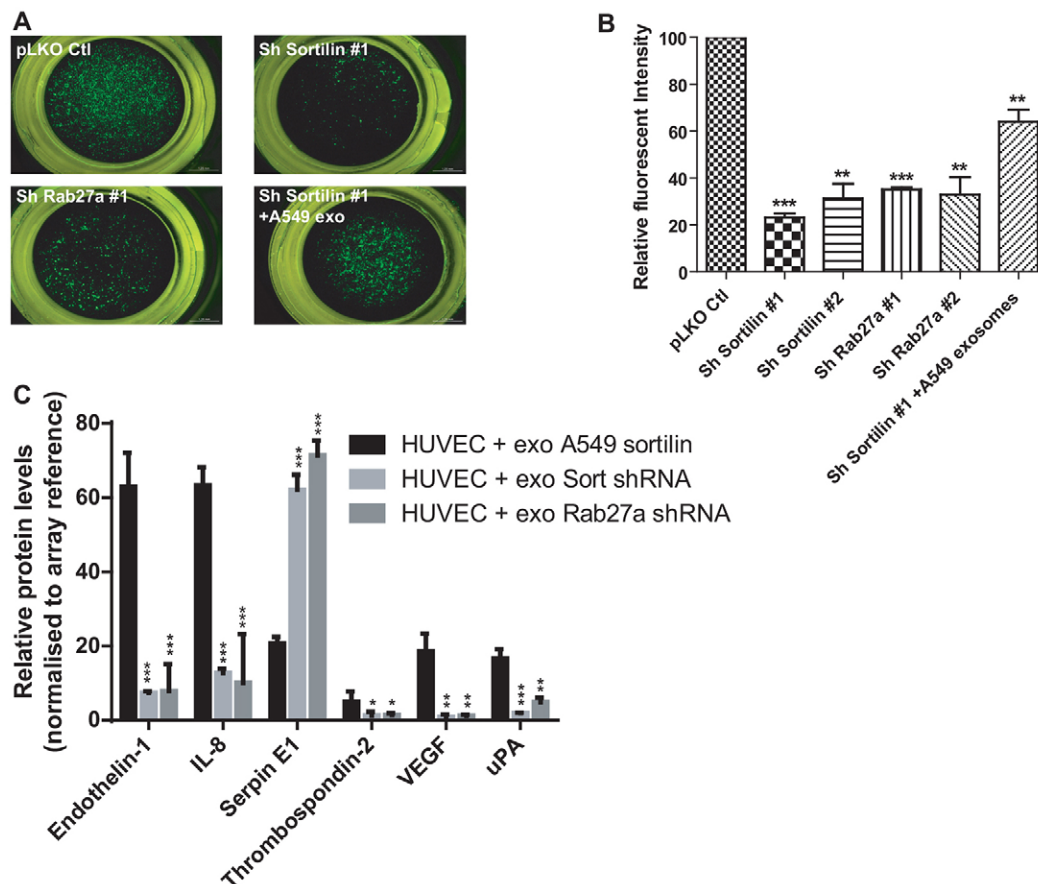 A
pLKO Ctl
Sh Sortilin #1
Sh Rab27a #1
Sh Sortilin #1
+A549 exo
B
Relative fluorescent Intensity
100
80
60
40
20
0
***
**
***
**
**
pLKO Ctl
Sh Sortilin #1
Sh Sortilin #2
Sh Rab27a #1
Sh Rab27a #2
Sh Sortilin #1 +A549 exosomes
C
Relative protein levels
(normalised to array reference)
80
60
40
20
0
HUVEC + exo A549 sortilin
HUVEC + exo Sort shRNA
HUVEC + exo Rab27a shRNA
***
***
***
***
***
***
*
*
**
**
***
**
Endothelin-1
IL-8
Serpin E1
Thrombospondin-2
VEGF
uPA